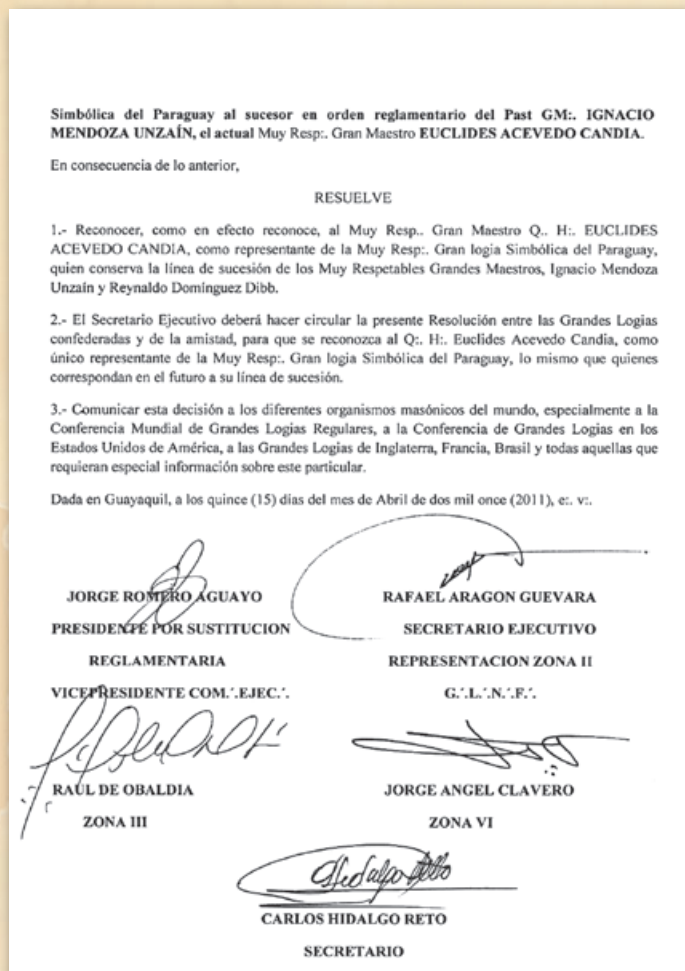 Simbólica del Paraguay al sucesor en orden reglamentario del Past GM:. IGNACIO
MENDOZA UNZAÍN, el actual Muy Resp:. Gran Maestro EUCLIDES ACEVEDO CANDIA.
En consecuencia de lo anterior,
RESUELVE
1.- Reconocer, como en efecto reconoce, al Muy Resp.. Gran Maestro Q.. H:. EUCLIDES
ACEVEDO CANDIA, como representante de la Muy Resp:. Gran logia Simbólica del Paraguay,
quien conserva la línea de sucesión de los Muy Respetables Grandes Maestros, Ignacio Mendoza
Unzaín y Reynaldo Domínguez Dibb.
2.- El Secretario Ejecutivo deberá hacer circular la presente Resolución entre las Grandes Logias
confederadas y de la amistad, para que se reconozca al Q:. H:. Euclides Acevedo Candia, como
único representante de la Muy Resp:. Gran logia Simbólica del Paraguay, lo mismo que quienes
correspondan en el futuro a su línea de sucesión.
3.- Comunicar esta decisión a los diferentes organismos masónicos del mundo, especialmente a la
Conferencia Mundial de Grandes Logias Regulares, a la Conferencia de Grandes Logias en los
Estados Unidos de América, a las Grandes Logias de Inglaterra, Francia, Brasil y todas aquellas que
requieran especial información sobre este particular.
Dada en Guayaquil, a los quince (15) días del mes de Abril de dos mil once (2011), e:. v:.
JORGE ROMERO AGUAYO
PRESIDENTE POR SUSTITUCION
REGLAMENTARIA
VICEPRESIDENTE COM.´.EJEC.´.
RAFAEL ARAGON GUEVARA
SECRETARIO EJECUTIVO
REPRESENTACION ZONA II
G.´.L.´.N.´.F.´.
RAÚL DE OBALDIA
ZONA III
JORGE ANGEL CLAVERO
ZONA VI
CARLOS HIDALGO RETO
SECRETARIO